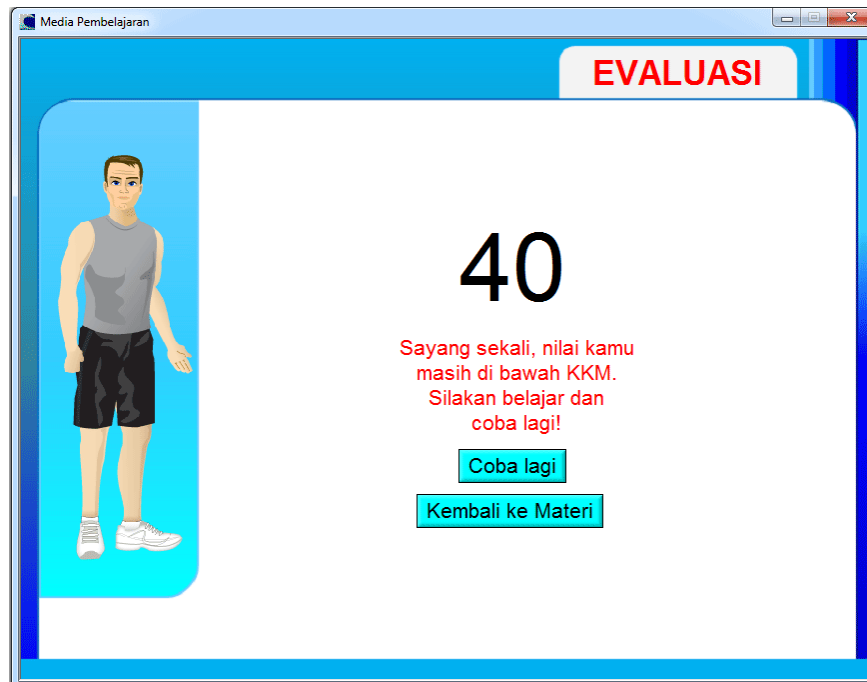 Media Pembelajaran
EVALUASI
40
Sayang sekali, nilai kamu
masih di bawah KKM.
Silakan belajar dan
coba lagi!
Coba lagi
Kembali ke Materi